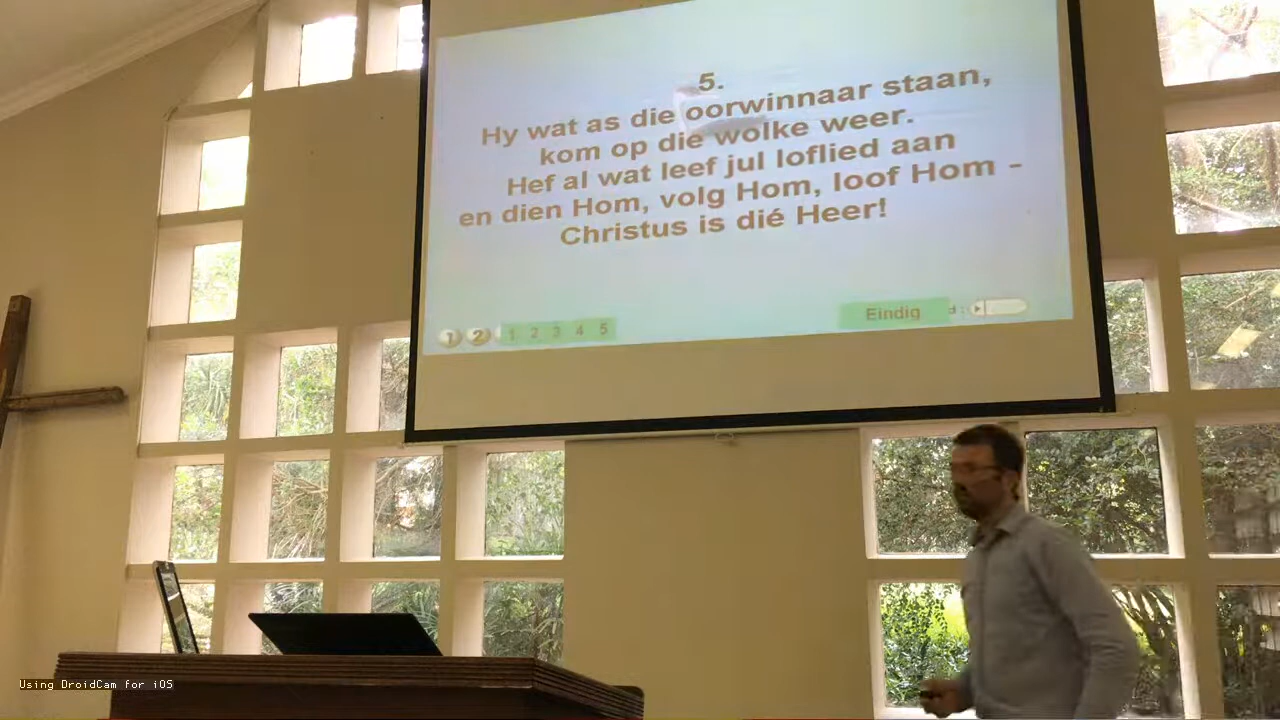 5.
Hy wat as die oorwinnaar staan,
kom op die wolke weer.
Hef al wat leef jul loflied aan
en dien Hom, volg Hom, loof Hom -
Christus is dié Heer!
1 2 1 2 3 4 5
Eindig
Using DroidCam for iOS